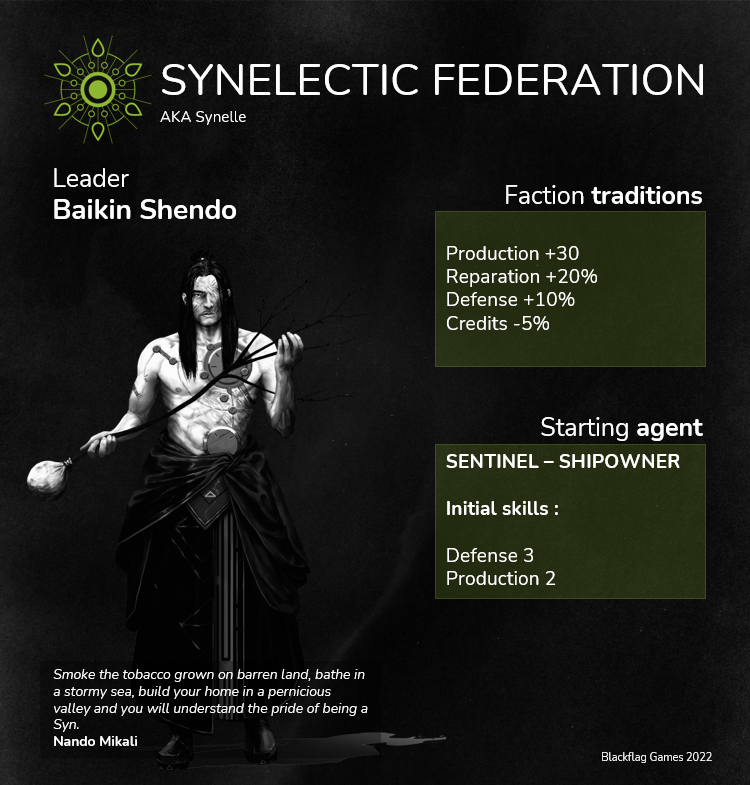 SYNELECTIC FEDERATION
AKA Synelle
Leader
Baikin Shendo
Faction traditions
Production +30
Reparation +20%
Defense +10%
Credits -5%
Starting agent
SENTINEL – SHIPOWNER
Initial skills :
Defense 3
Production 2
Smoke the tobacco grown on barren land, bathe in
a stormy sea, build your home in a pernicious
valley and you will understand the pride of being a
Syn.
Nando Mikali
Blackflag Games 2022